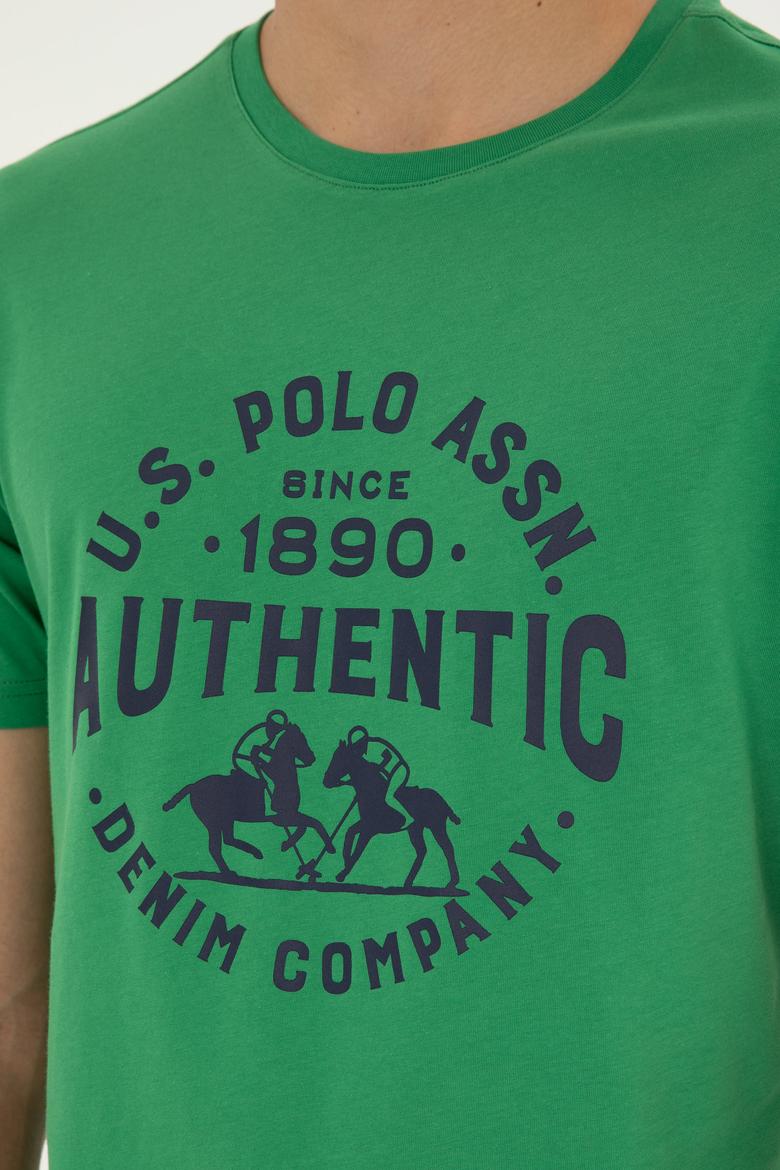 U.S. POLO ASSN.
SINCE
·1890·
AUTHENTIC
·DENIM COMPANY·